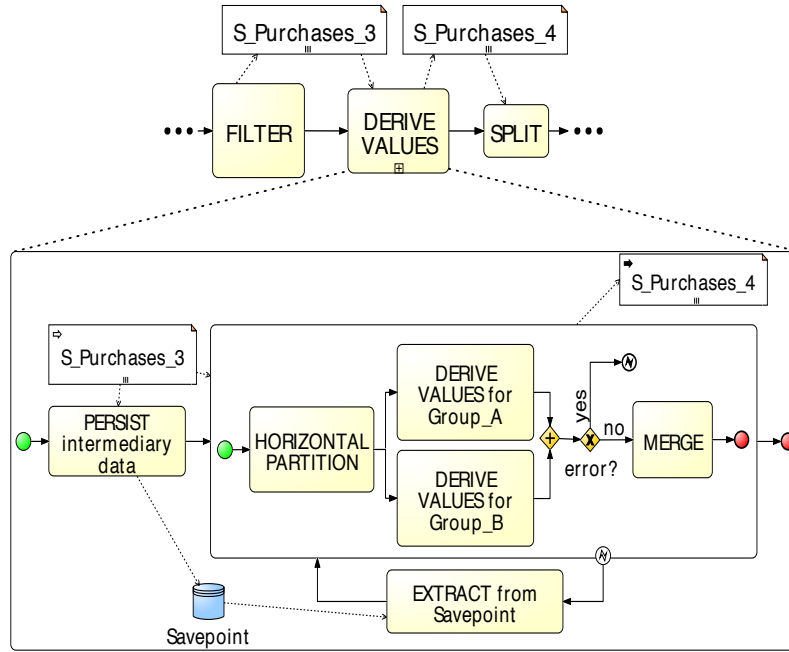 S_Purchases_3
S_Purchases_4
FILTER
DERIVE
VALUES
SPLIT
S_Purchases_4
S_Purchases_3
PERSIST
intermediary
data
HORIZONTAL
PARTITION
DERIVE
VALUES for
Group_A
DERIVE
VALUES for
Group_B
yes
no
error?
MERGE
EXTRACT from
Savepoint
Savepoint